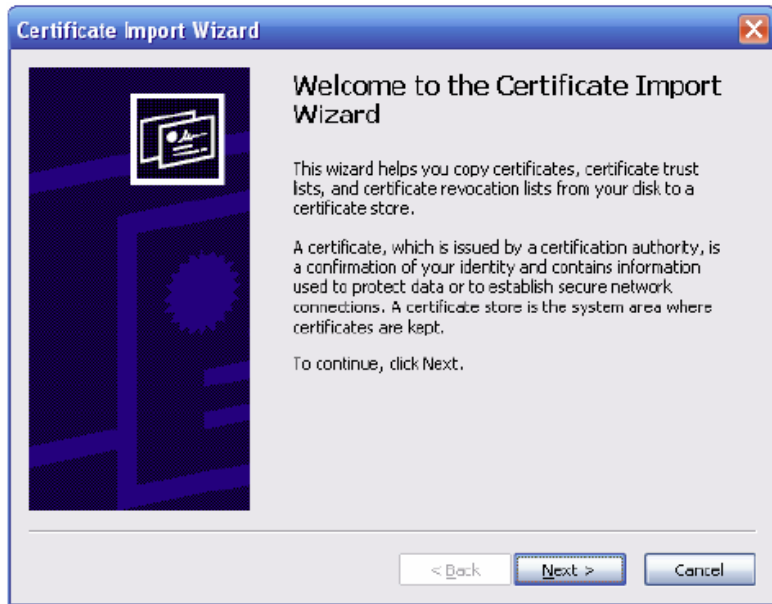 Certificate Import Wizard
Welcome to the Certificate Import
Wizard
This wizard helps you copy certificates, certificate trust
lists, and certificate revocation lists from your disk to a
certificate store.
A certificate, which is issued by a certification authority, is
a confirmation of your identity and contains information
used to protect data or to establish secure network
connections. A certificate store is the system area where
certificates are kept.
To continue, click Next.
< Back
Next >
Cancel